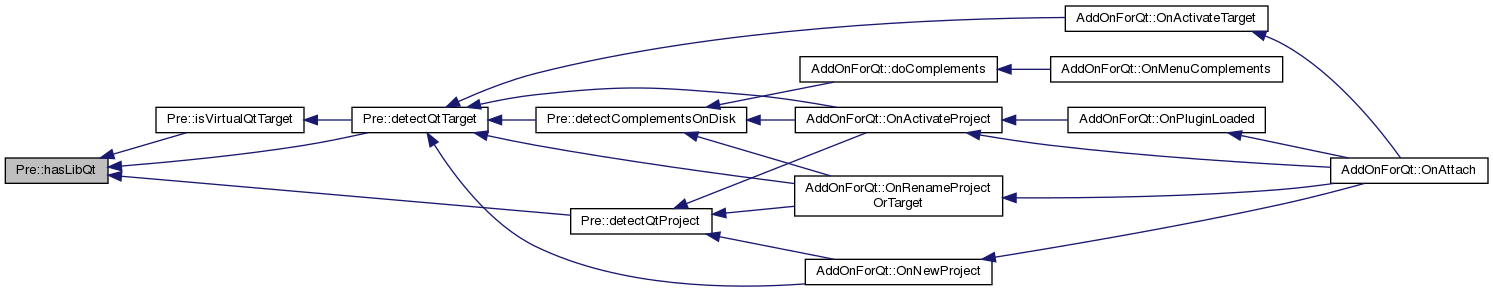 AddOnForQt::OnActivateTarget
AddOnForQt::doComplements
AddOnForQt::OnMenuComplements
Pre::isVirtualQtTarget
Pre::detectQtTarget
Pre::detectComplementsOnDisk
AddOnForQt::OnActivateProject
AddOnForQt::OnPluginLoaded
Pre::hasLibQt
AddOnForQt::OnAttach
AddOnForQt::OnRenameProject
OrTarget
Pre::detectQtProject
AddOnForQt::OnNewProject